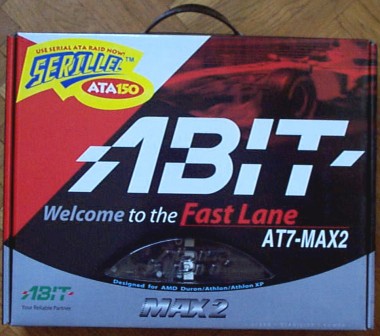 USE SERIAL ATA RAID NOW!
SERILLEL™
ATA150
ABIT
Welcome to the Fast Lane
AT7-MAX2
Designed for AMD Duron/Athlon/Athlon XP
ABIT
Your Reliable Partner
MAX2